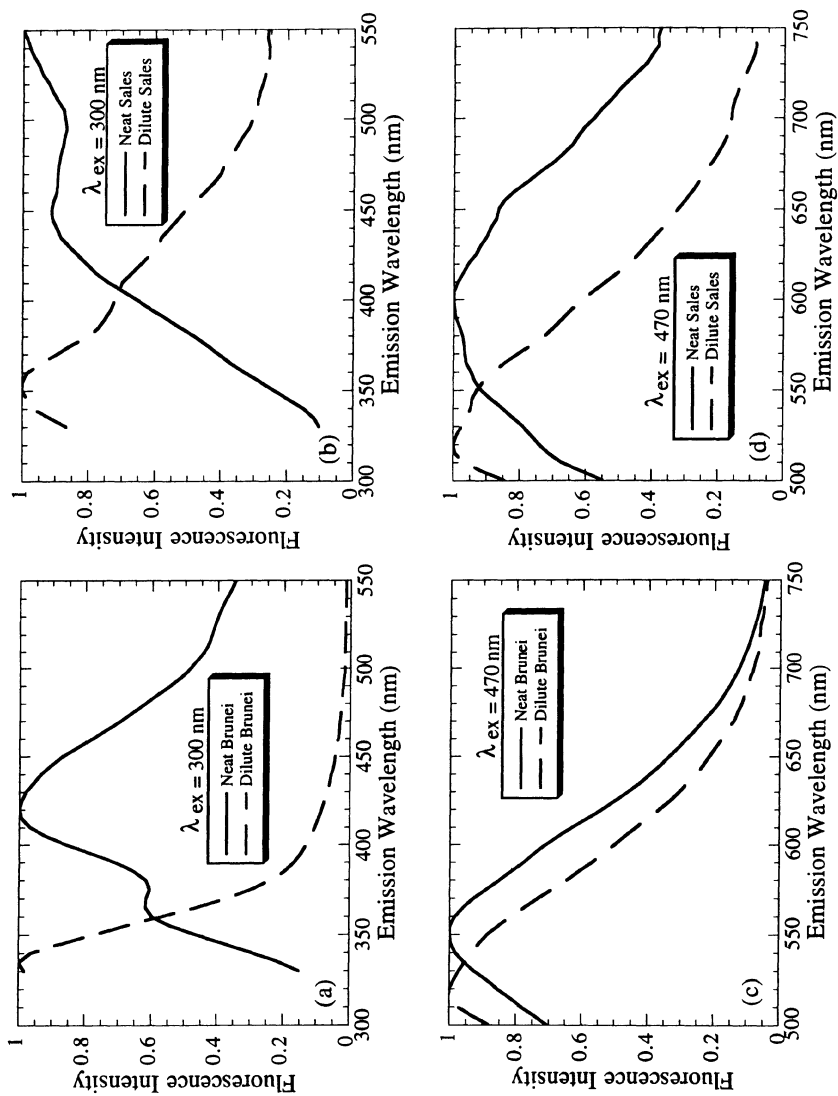 (a)
λ ex = 300 nm
Neat Brunei
Dilute Brunei
Fluorescence Intensity
1
0.8
0.6
0.4
0.2
0
300 350 400 450 500 550
Emission Wavelength (nm)
(b)
λ ex = 300 nm
Neat Sales
Dilute Sales
Fluorescence Intensity
1
0.8
0.6
0.4
0.2
0
300 350 400 450 500 550
Emission Wavelength (nm)
(c)
λ ex = 470 nm
Neat Brunei
Dilute Brunei
Fluorescence Intensity
1
0.8
0.6
0.4
0.2
0
500 550 600 650 700 750
Emission Wavelength (nm)
(d)
λ ex = 470 nm
Neat Sales
Dilute Sales
Fluorescence Intensity
1
0.8
0.6
0.4
0.2
0
500 550 600 650 700 750
Emission Wavelength (nm)